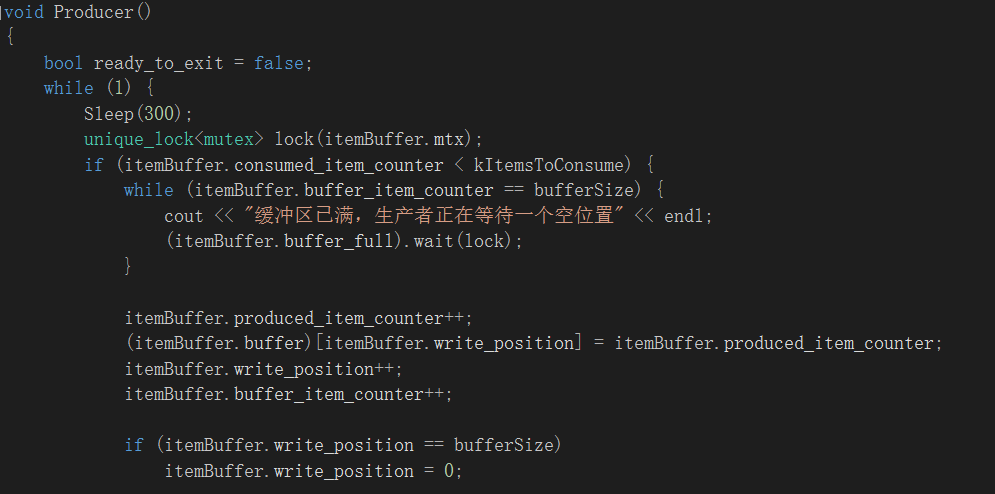 void Producer()
{
    bool ready_to_exit = false;
    while (1) {
        Sleep(300);
        unique_lock<mutex> lock(itemBuffer.mtx);
        if (itemBuffer.consumed_item_counter < kItemsToConsume) {
            while (itemBuffer.buffer_item_counter == bufferSize) {
                cout << "缓冲区已满，生产者正在等待一个空位置" << endl;
                (itemBuffer.buffer_full).wait(lock);
            }
            itemBuffer.produced_item_counter++;
            (itemBuffer.buffer)[itemBuffer.write_position] = itemBuffer.produced_item_counter;
            itemBuffer.write_position++;
            itemBuffer.buffer_item_counter++;
            if (itemBuffer.write_position == bufferSize)
                itemBuffer.write_position = 0;